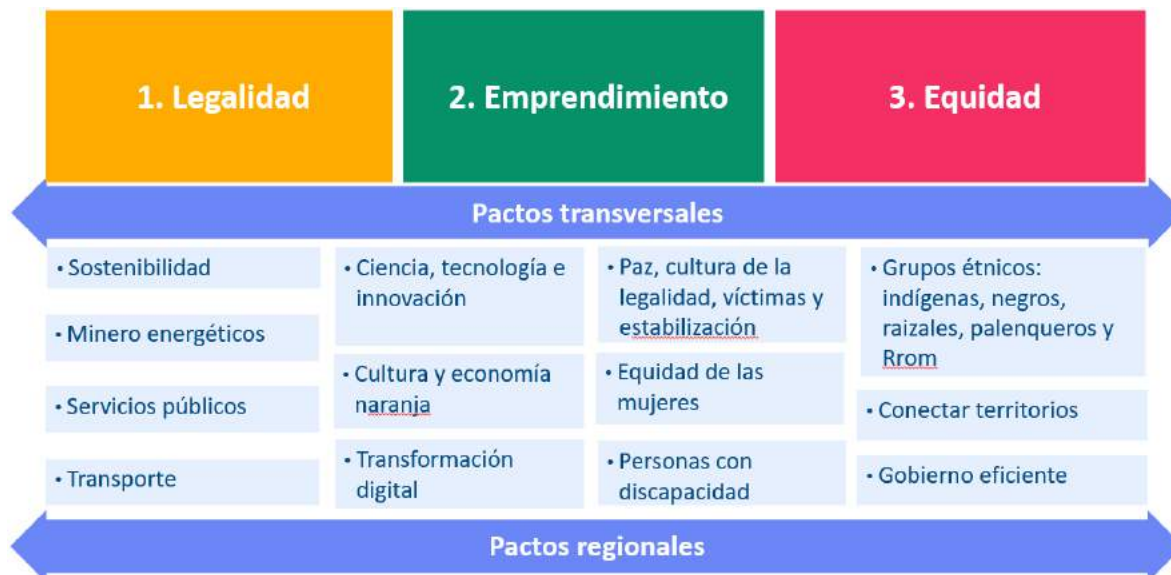 1. Legalidad
2. Emprendimiento
3. Equidad
Pactos transversales
• Sostenibilidad
• Minero energéticos
• Servicios públicos
• Transporte
• Ciencia, tecnología e
innovación
• Cultura y economía
naranja
• Transformación
digital
• Paz, cultura de la
legalidad, víctimas y
estabilización
• Equidad de las
mujeres
• Personas con
discapacidad
• Grupos étnicos:
indígenas, negros,
raizales, palenqueros y
Rrom
• Conectar territorios
• Gobierno eficiente
Pactos regionales